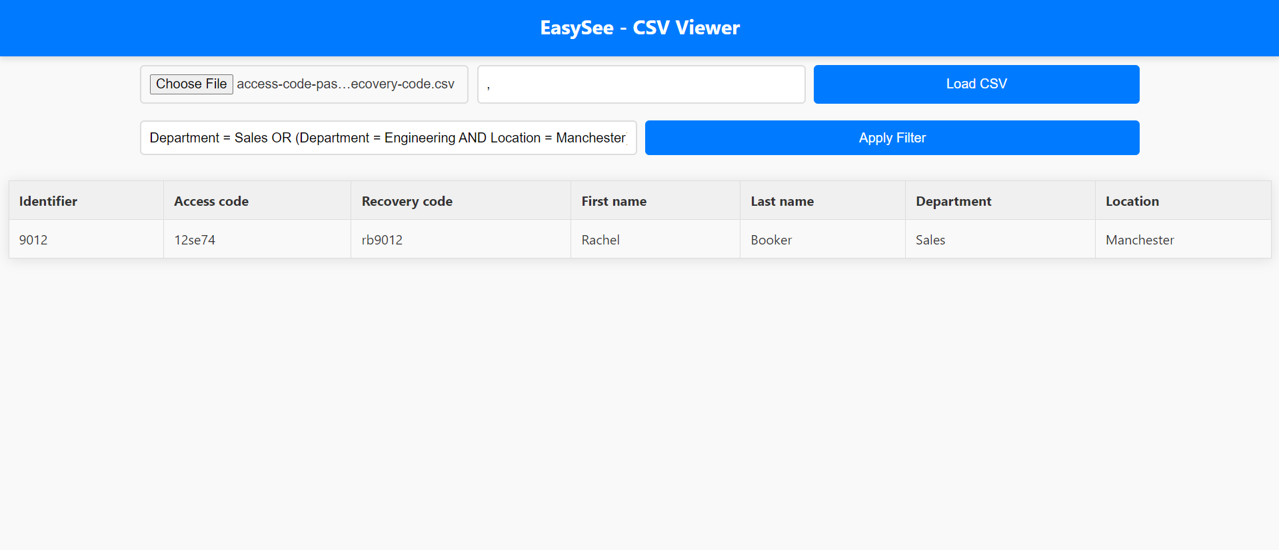 EasySee - CSV Viewer
Choose File access-code-pas...ecovery-code.csv , Load CSV
Department = Sales OR (Department = Engineering AND Location = Manchester Apply Filter
Identifier Access code Recovery code First name Last name Department Location
9012 12se74 rb9012 Rachel Booker Sales Manchester